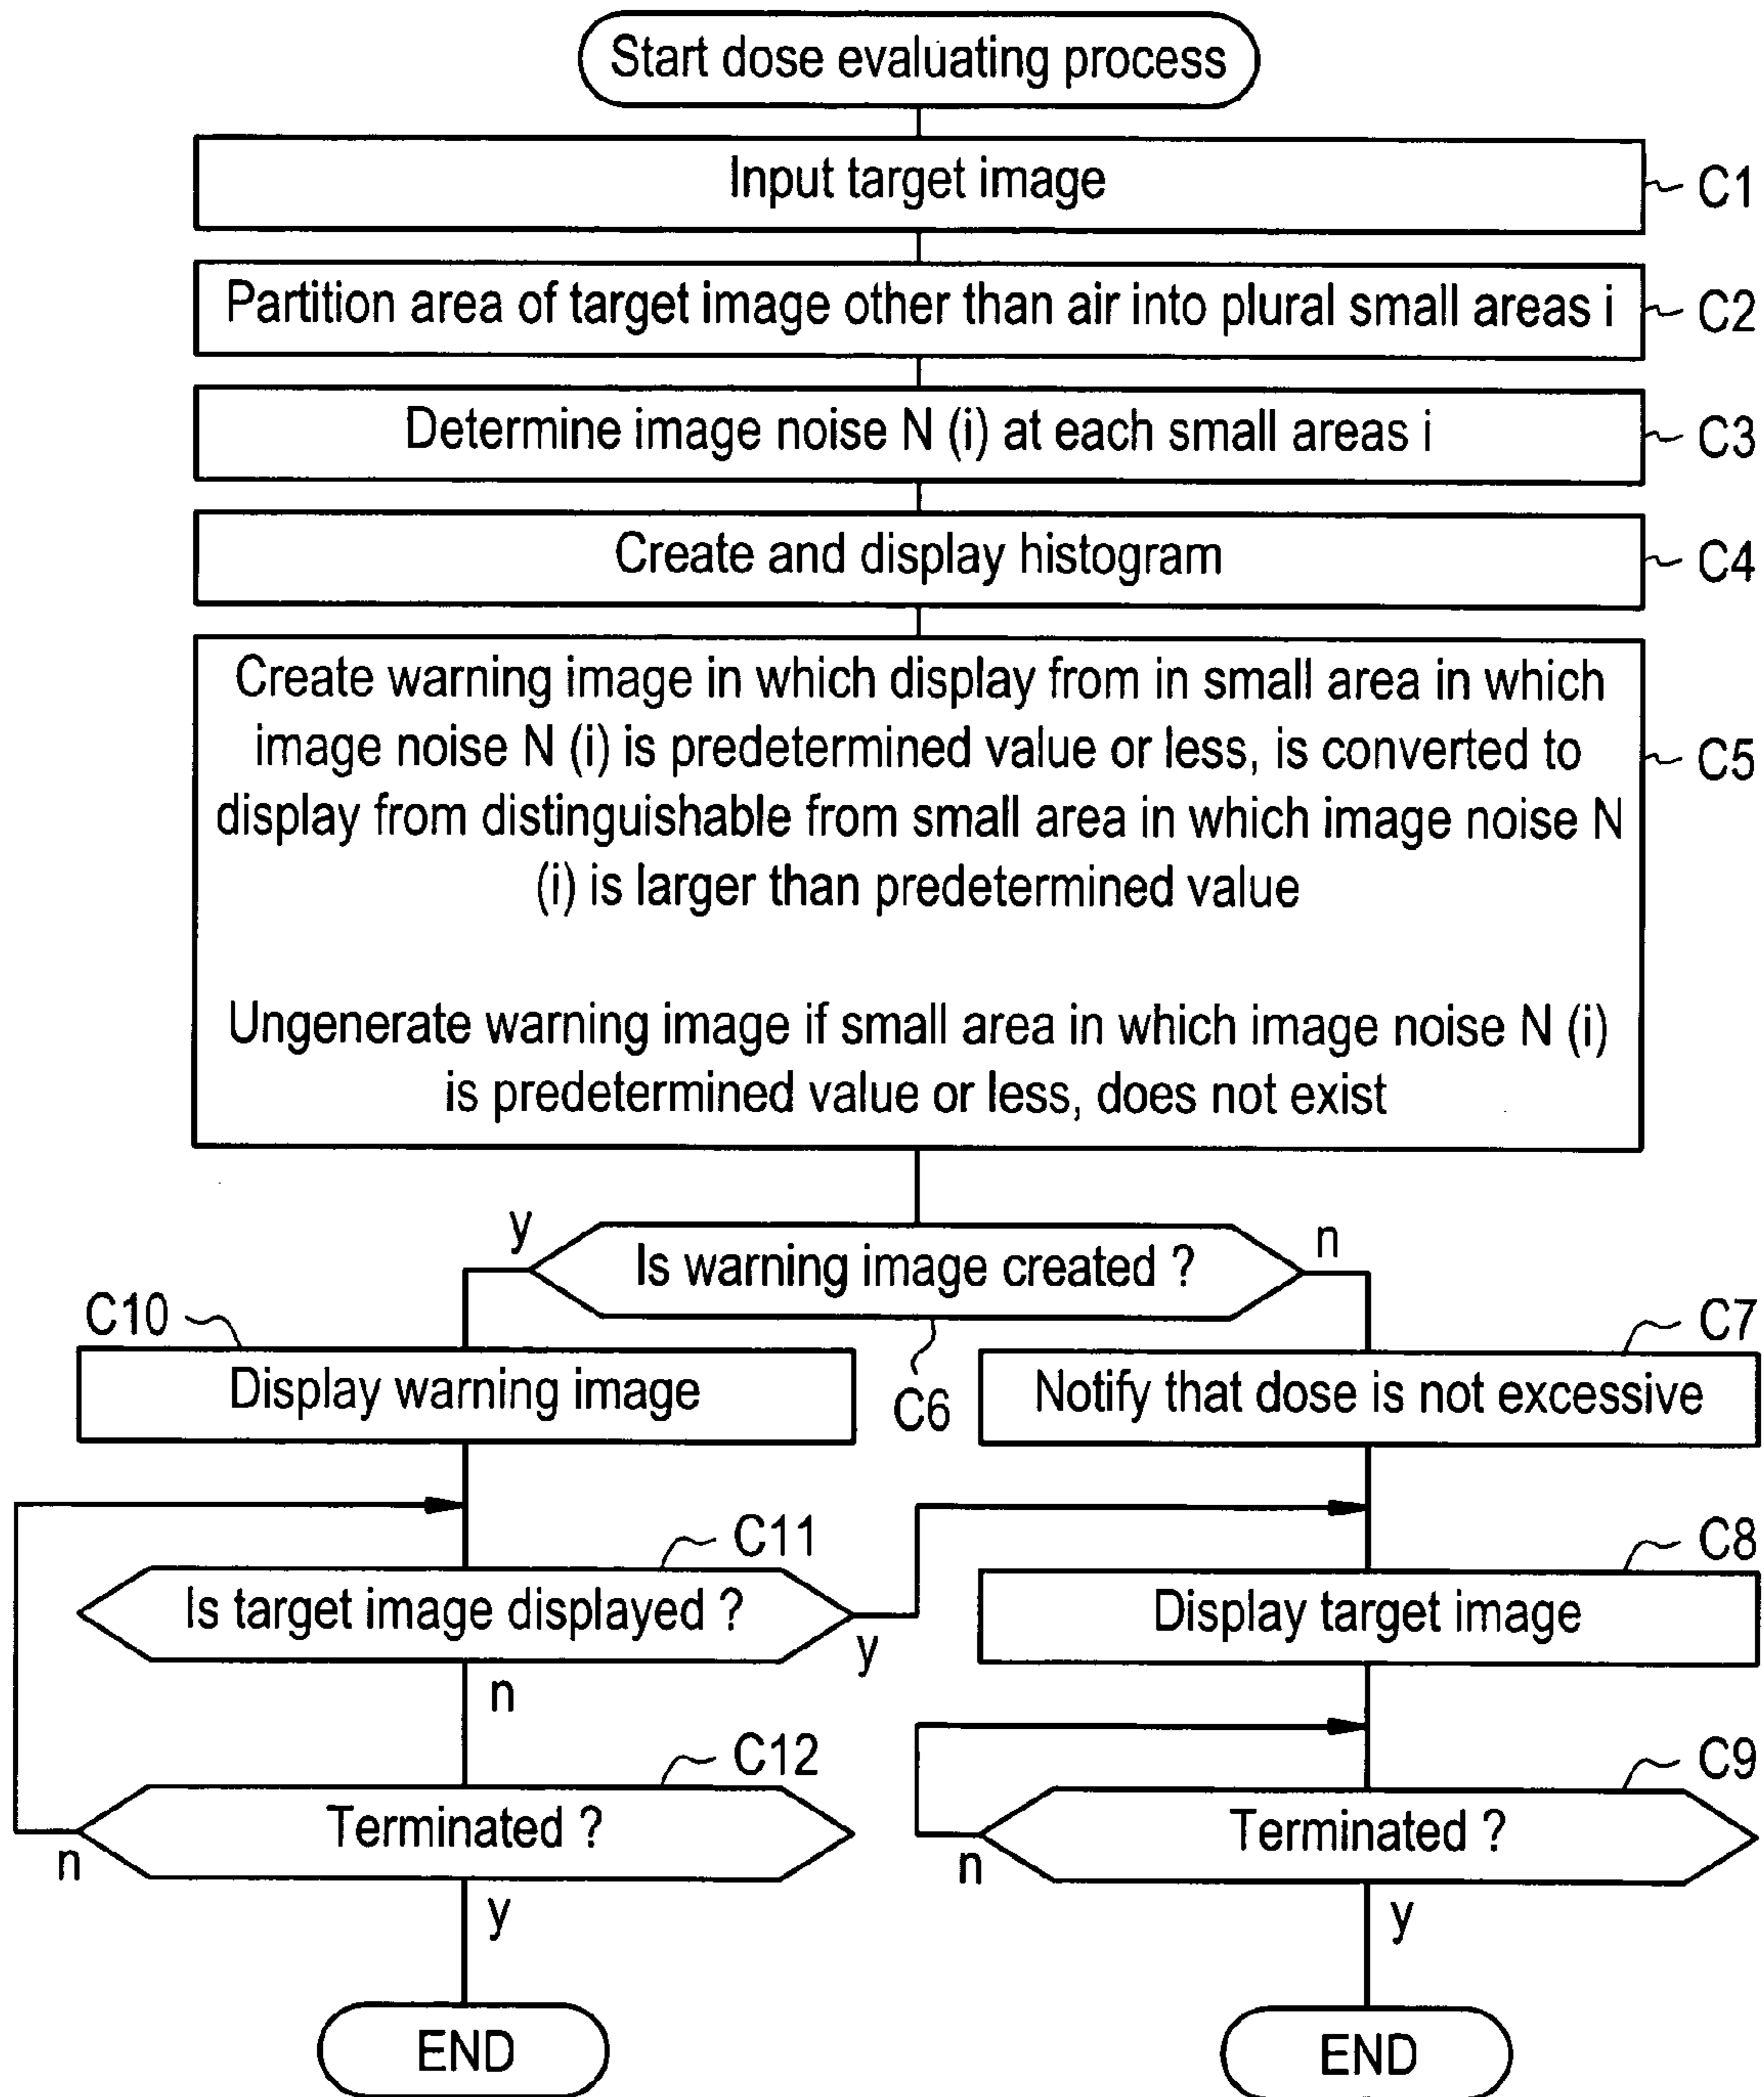 Start dose evaluating process
Input target image
C1
Partition area of target image other than air into plural small areas i
C2
Determine image noise N (i) at each small areas i
C3
Create and display histogram
C4
Create warning image in which display from in small area in which
image noise N (i) is predetermined value or less, is converted to
display from distinguishable from small area in which image noise N
(i) is larger than predetermined value
C5
Ungenerate warning image if small area in which image noise N (i)
is predetermined value or less, does not exist
y
Is warning image created ?
n
C6
C10
Display warning image
C7
Notify that dose is not excessive
C11
Is target image displayed ?
y
n
C8
Display target image
C12
Terminated ?
n
y
C9
Terminated ?
n
y
END
END